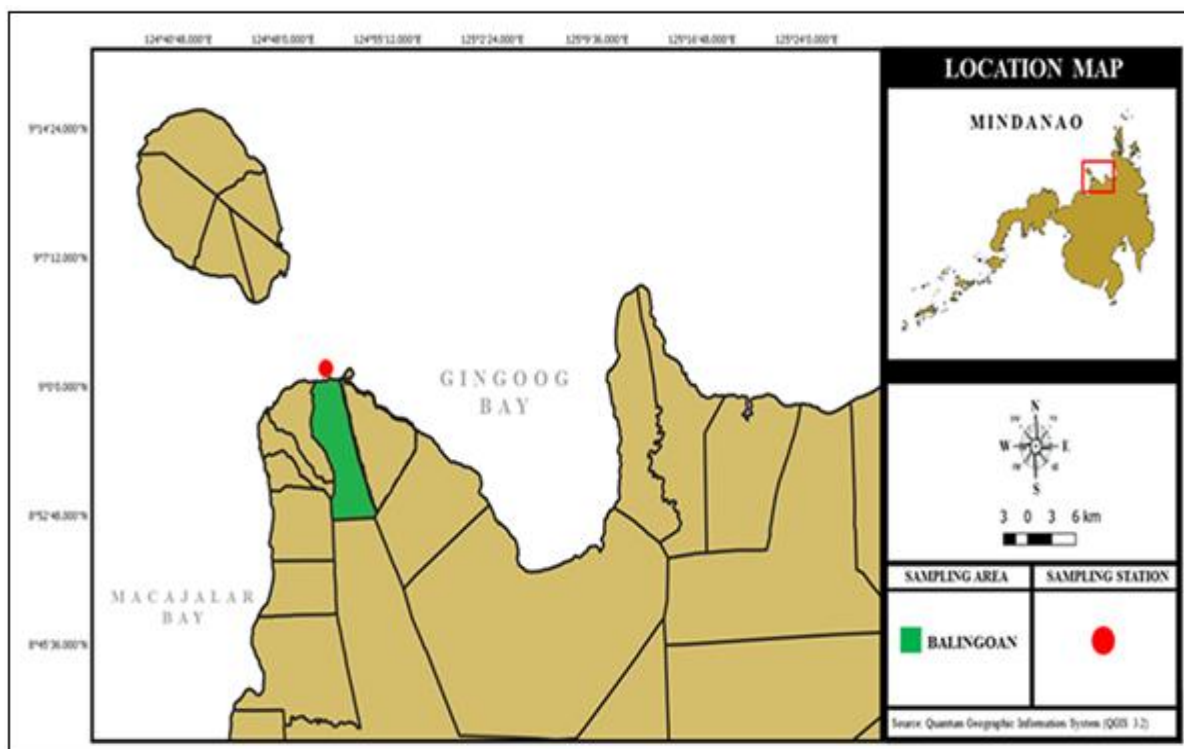 124°40'48.000"E 124°48'0.000"E 124°55'12.000"E 125°2'24.000"E 125°9'36.000"E 125°16'48.000"E 125°24'0.000"E
9°14'24.000"N
9°7'12.000"N
9°0'0.000"N
8°52'48.000"N
8°45'36.000"N
GINGOOG
BAY
MACAJALAR
BAY
LOCATION MAP
MINDANAO
N
W E
S
3 0 3 6 km
SAMPLING AREA SAMPLING STATION
BALINGOAN
Source: Quantum Geographic Information System (QGIS 3.2)